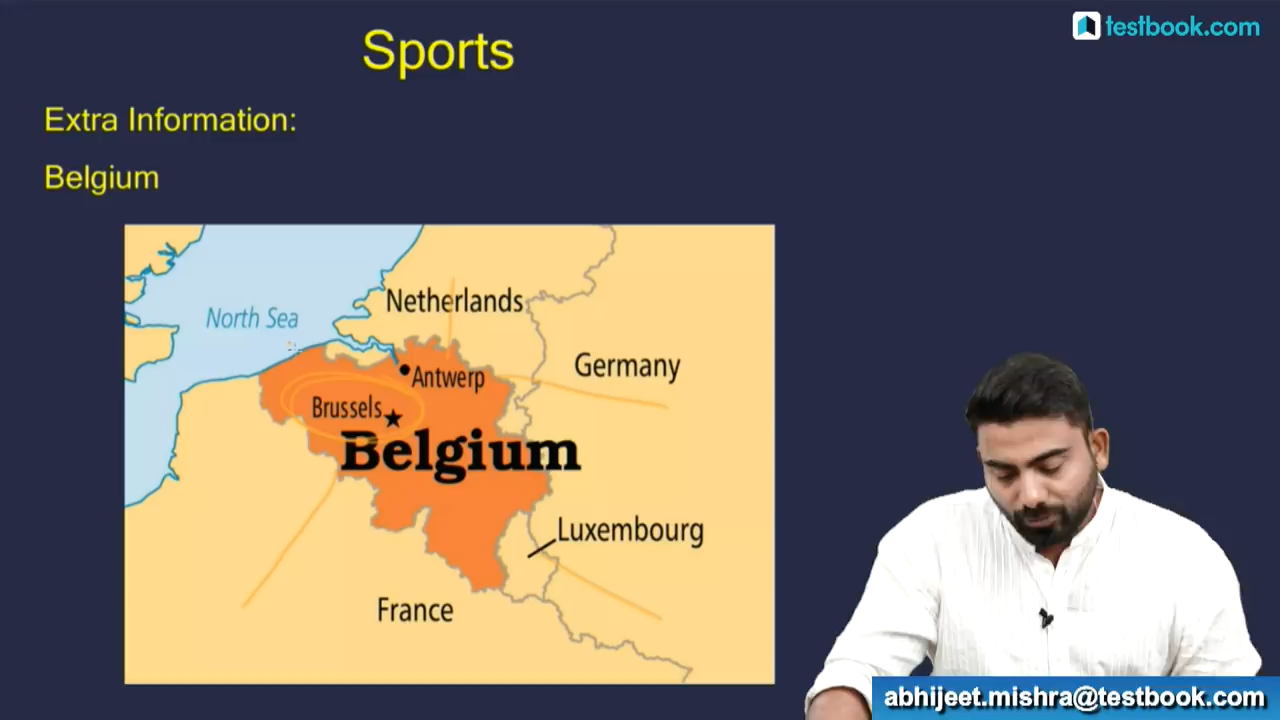 Sports
testbook.com
Extra Information:
Belgium
North Sea
Netherlands
Germany
Antwerp
Brussels
Belgium
Luxembourg
France
abhijeet.mishra@testbook.com